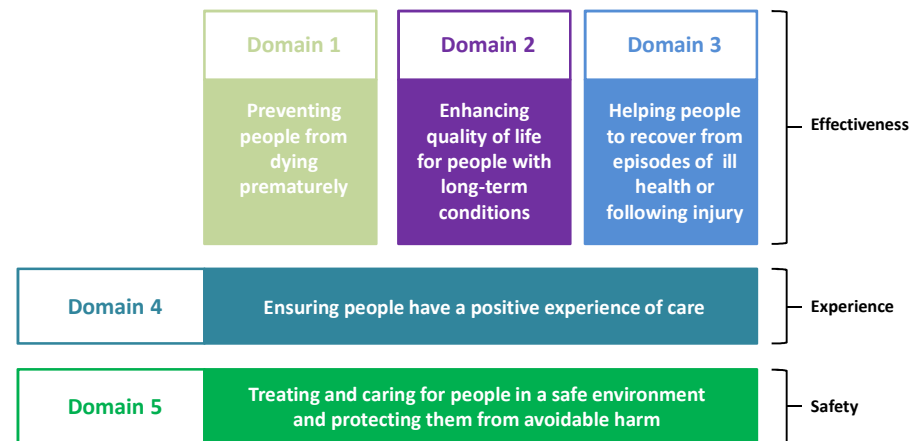 Domain 1
Preventing
people from
dying
prematurely
Domain 2
Enhancing
quality of life
for people with
long-term
conditions
Domain 3
Helping people
to recover from
episodes of ill
health or
following injury
Effectiveness
Domain 4
Ensuring people have a positive experience of care
Experience
Domain 5
Treating and caring for people in a safe environment
and protecting them from avoidable harm
Safety